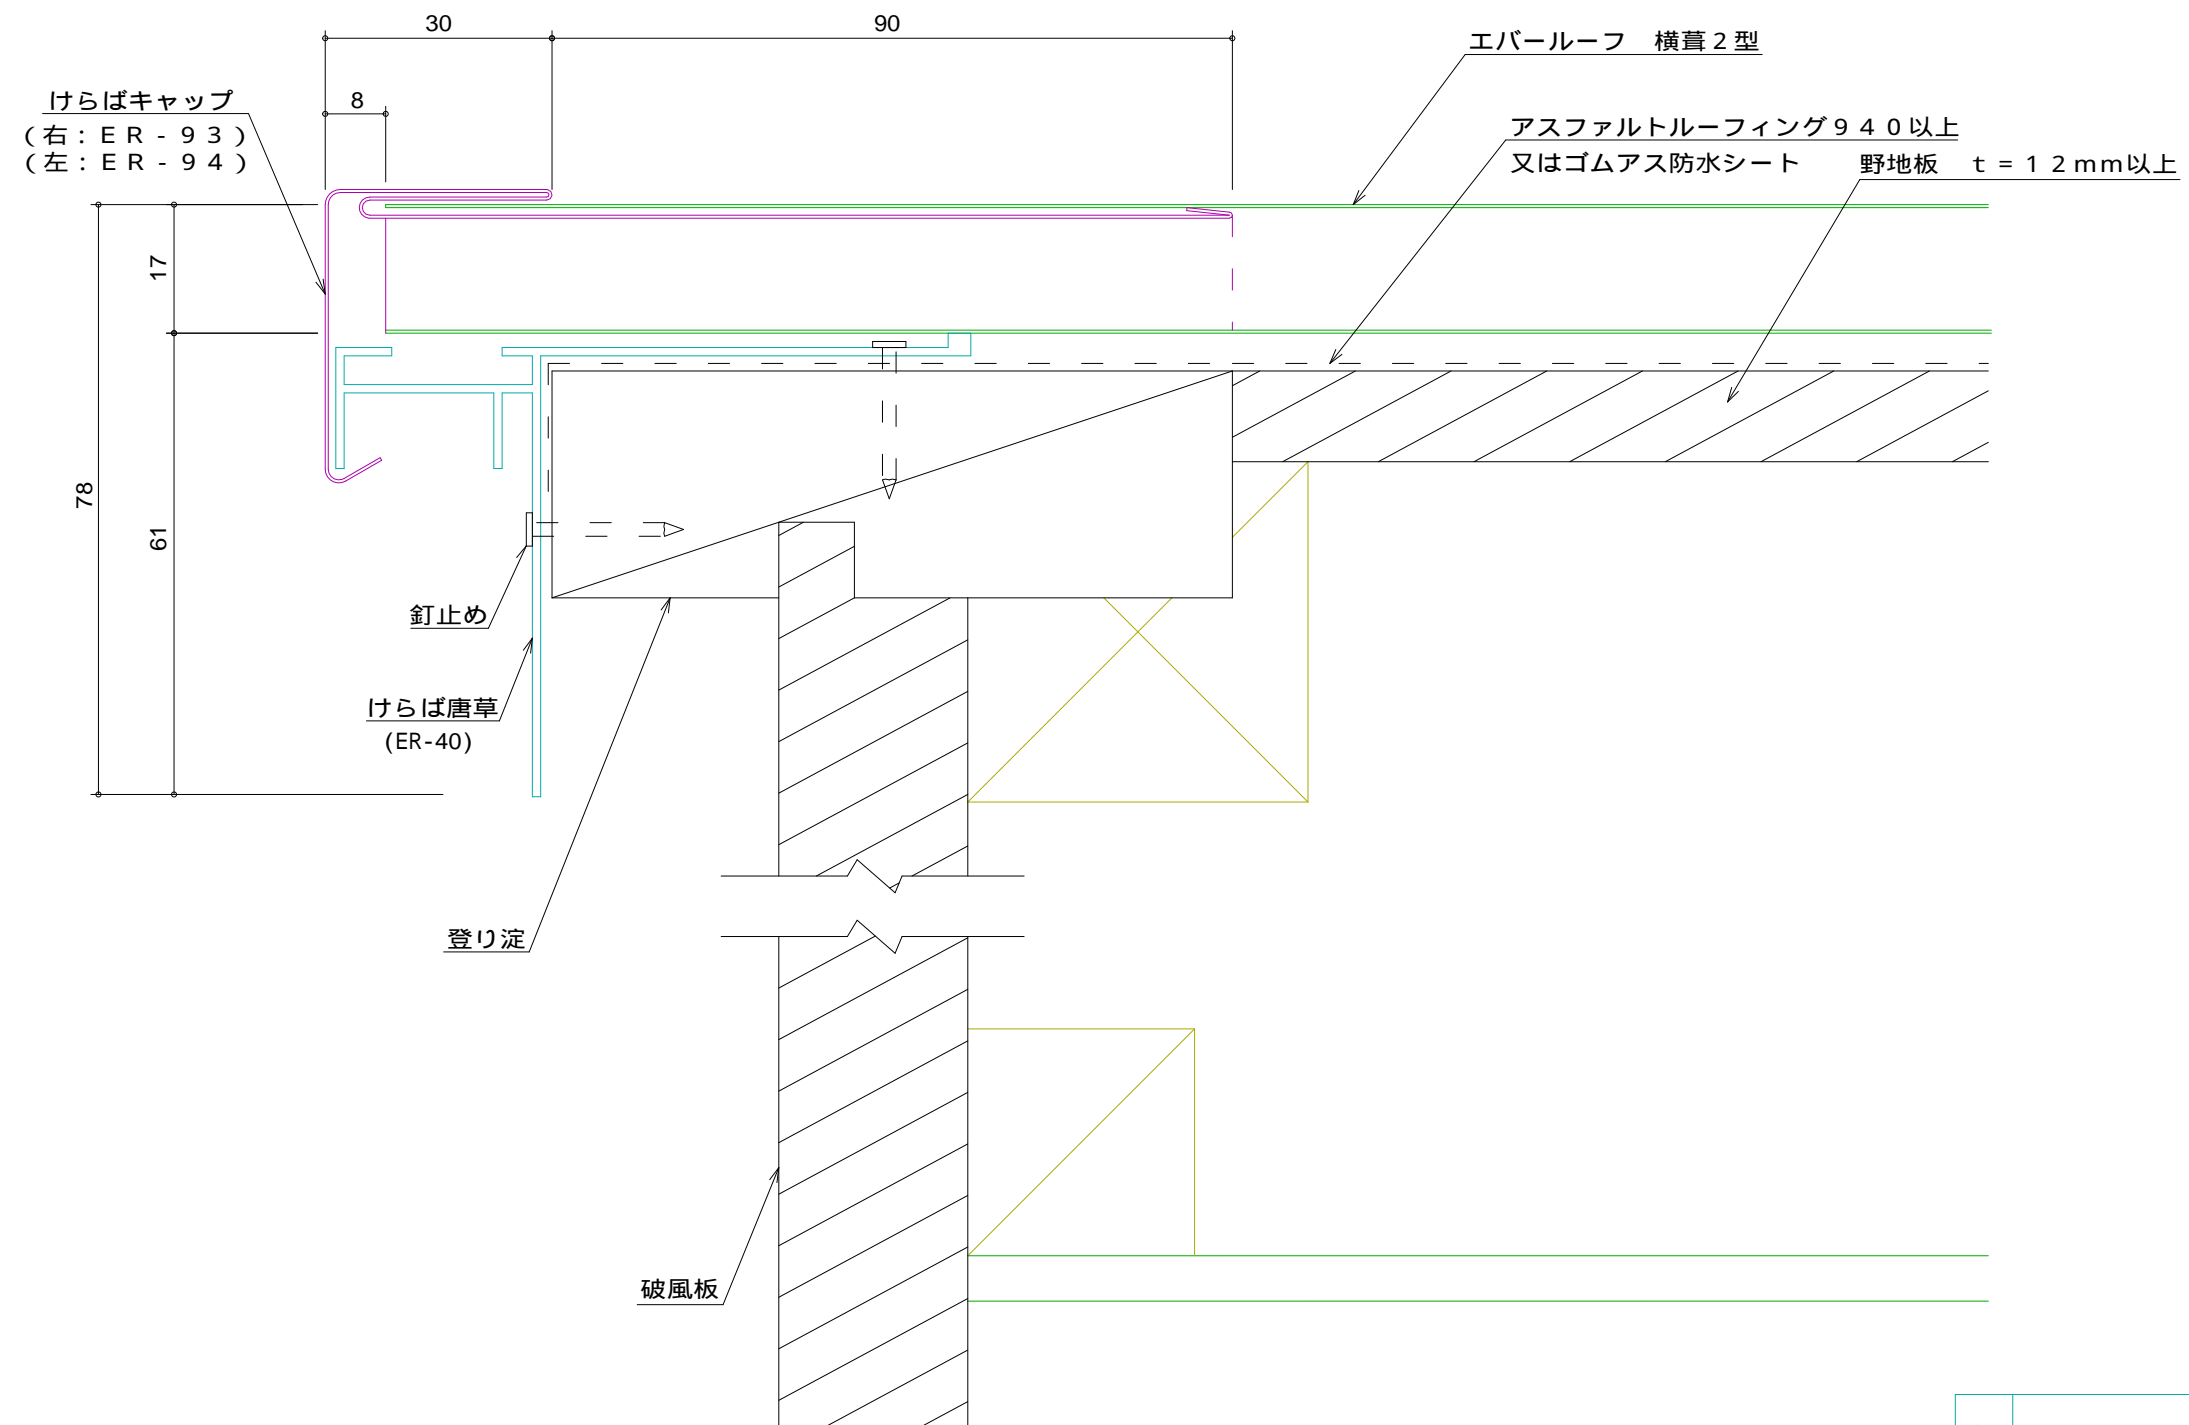 30
90
エバールーフ　横葺２型
けらばキャップ
（右：ＥＲ－９３）
（左：ＥＲ－９４）
8
アスファルトルーフィング９４０以上
又はゴムアス防水シート
野地板　ｔ＝１２ｍｍ以上
17
78
61
釘止め
けらば唐草
(ER-40)
登り淀
破風板